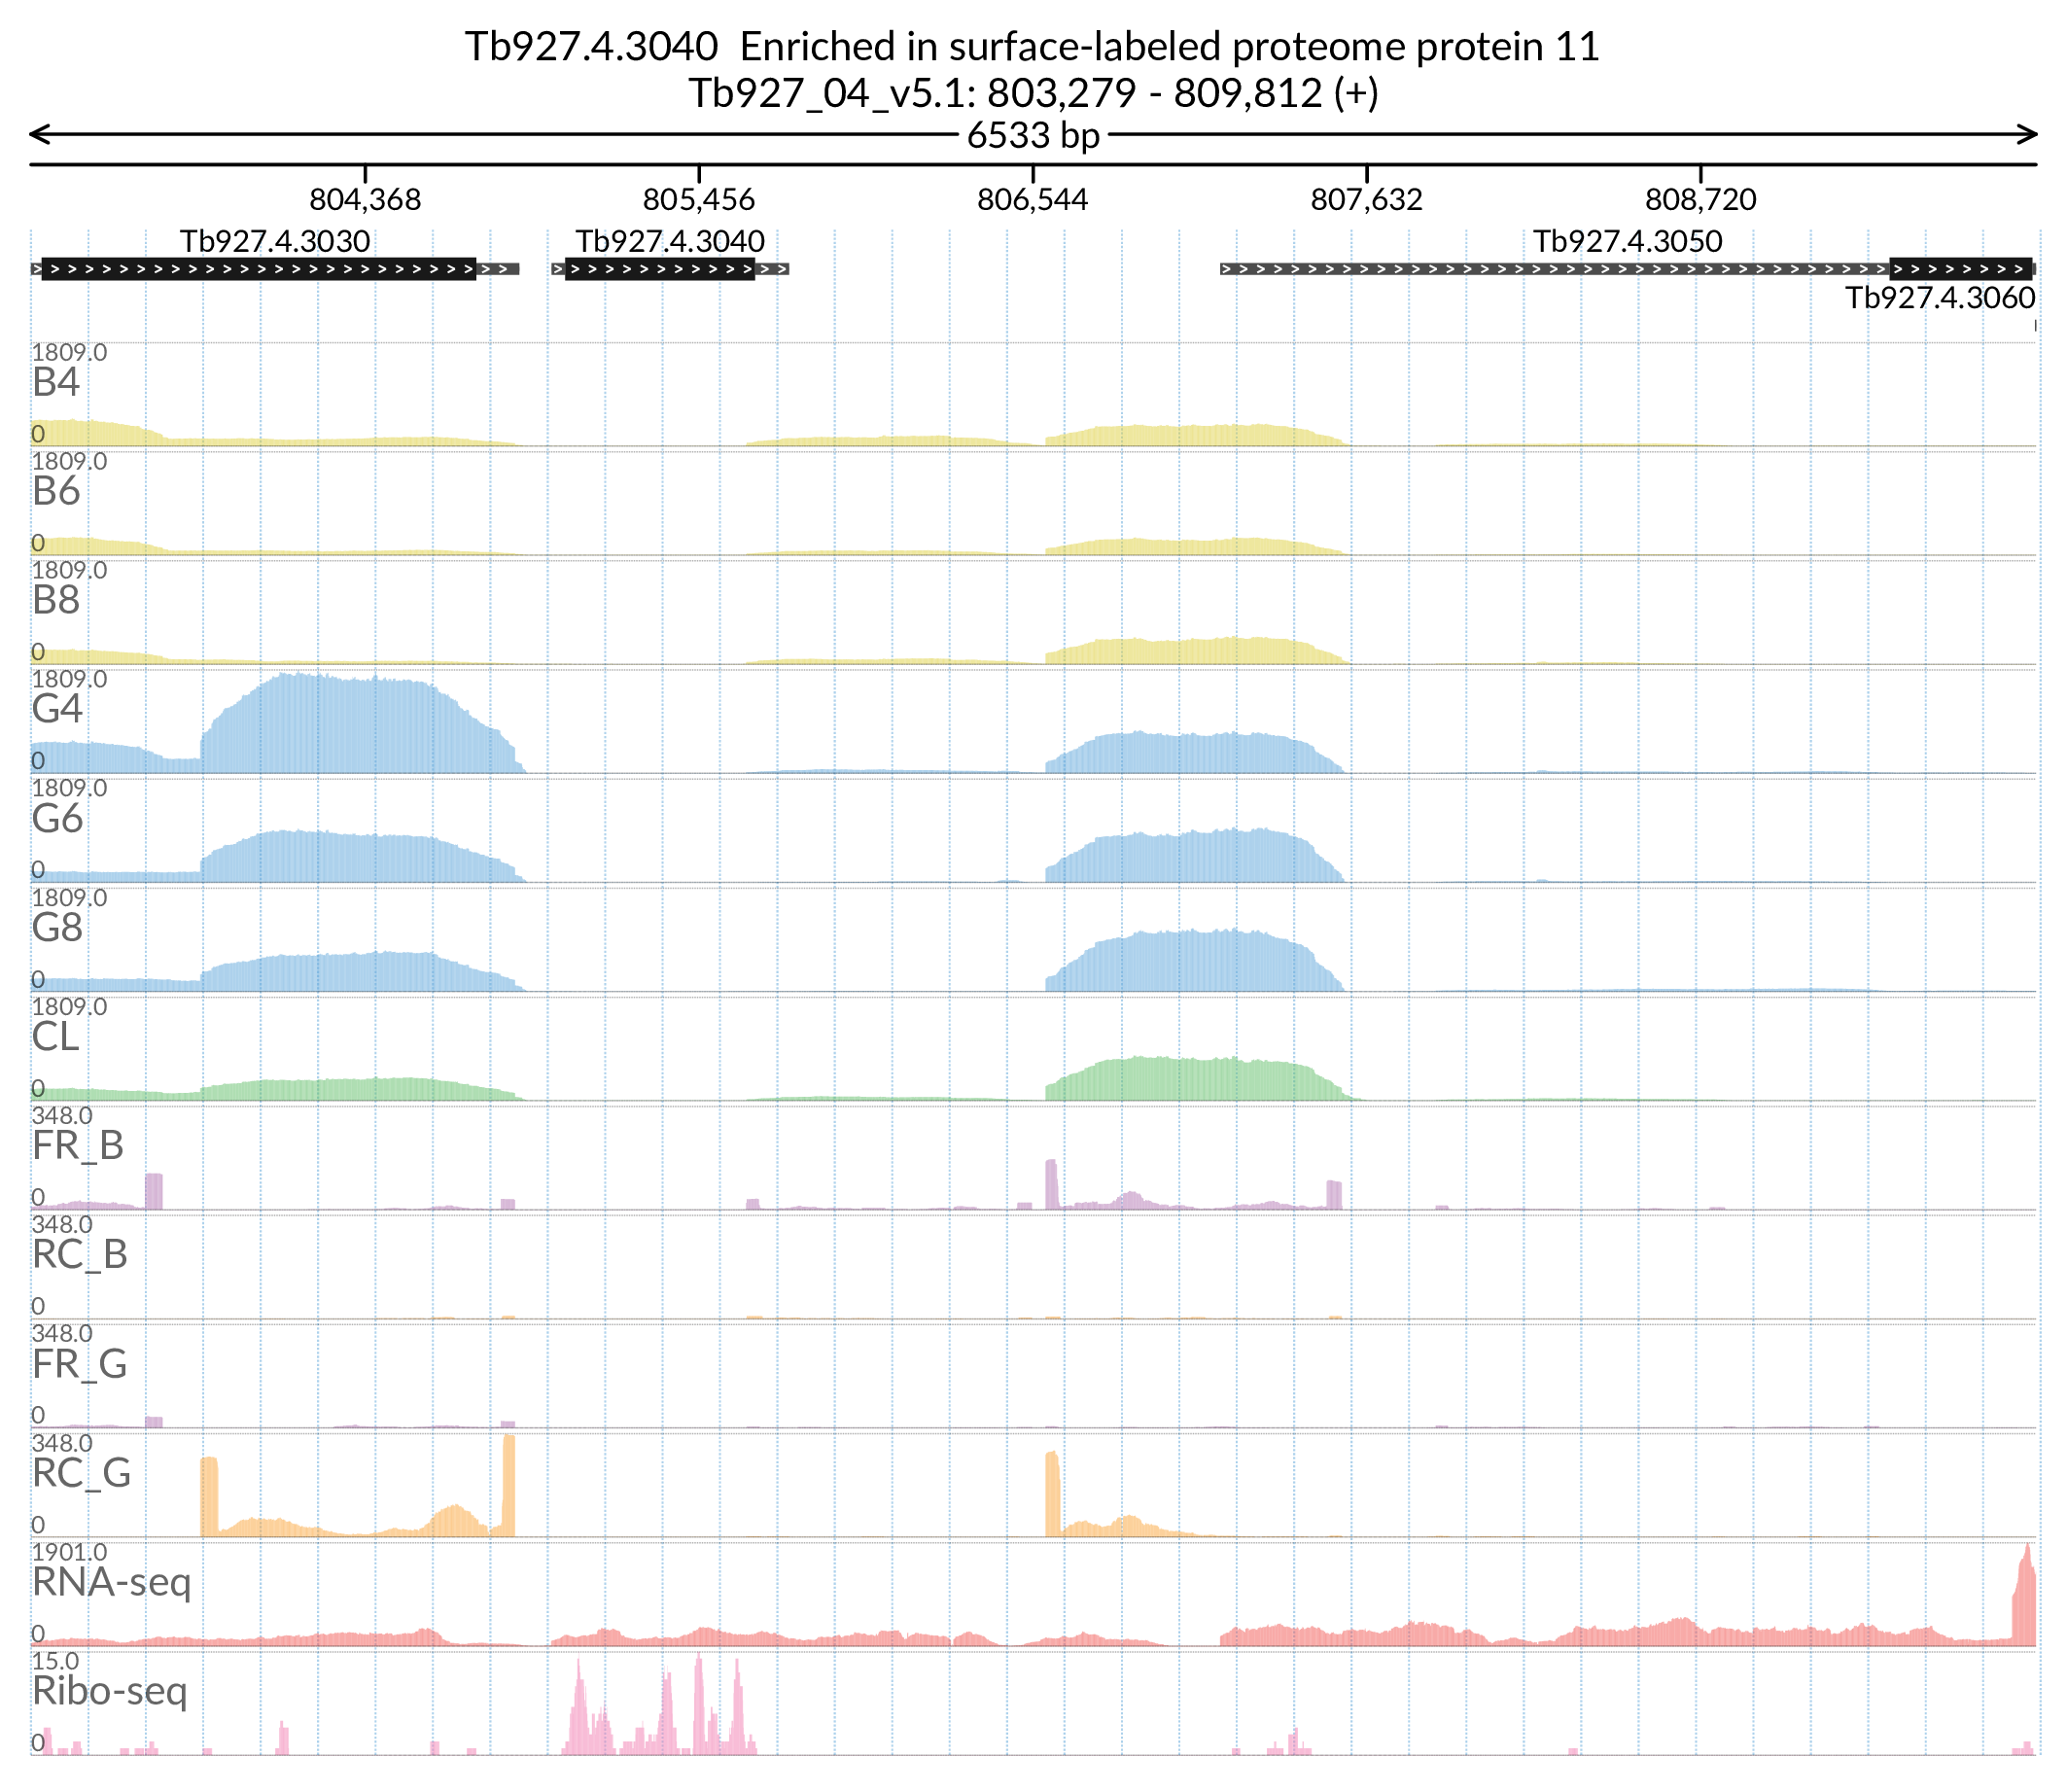 Tb927.4.3040  Enriched in surface-labeled proteome protein 11
Tb927_04_v5.1: 803,279 - 809,812 (+)
6533 bp
804,368 805,456 806,544 807,632 808,720
Tb927.4.3030 Tb927.4.3040 Tb927.4.3050
Tb927.4.3060
1809.0
B4
0
1809.0
B6
0
1809.0
B8
0
1809.0
G4
0
1809.0
G6
0
1809.0
G8
0
1809.0
CL
0
348.0
FR_B
0
348.0
RC_B
0
348.0
FR_G
0
348.0
RC_G
0
1901.0
RNA-seq
0
15.0
Ribo-seq
0